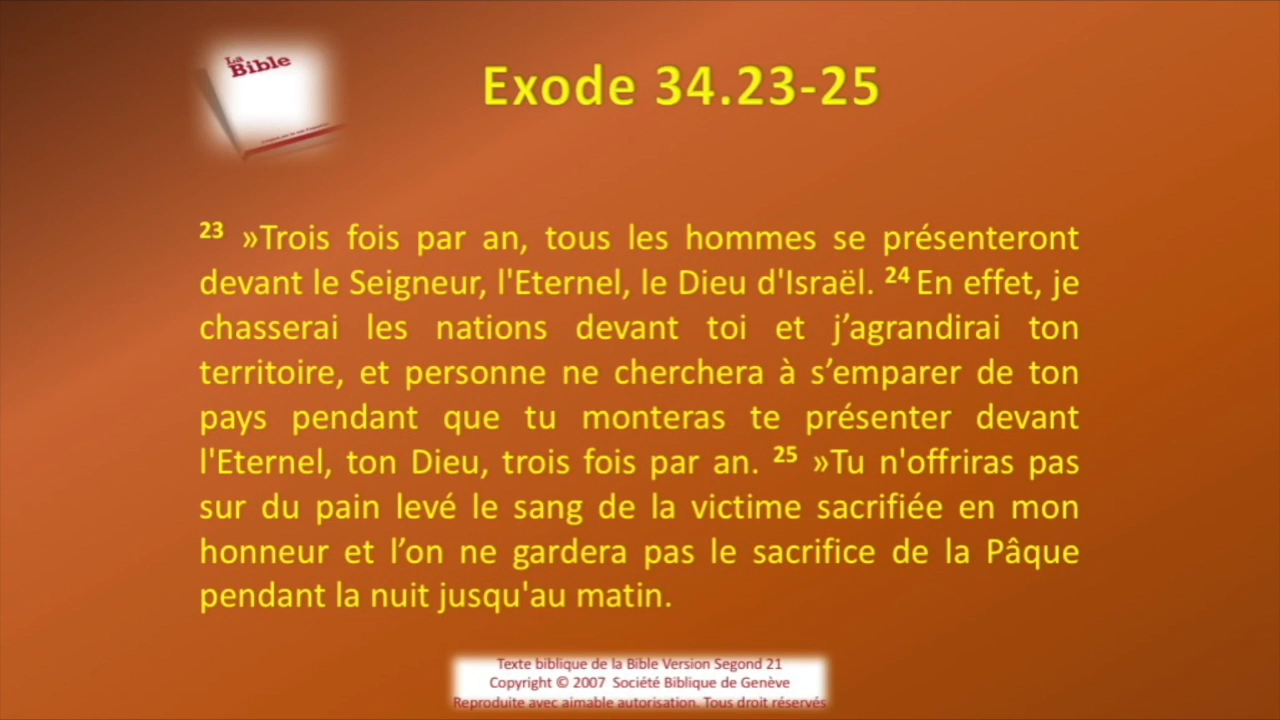 La
Bible
Exode 34.23-25
23 »Trois fois par an, tous les hommes se présenteront
devant le Seigneur, l'Eternel, le Dieu d'Israël. 24 En effet, je
chasserai les nations devant toi et j’agrandirai ton
territoire, et personne ne cherchera à s’emparer de ton
pays pendant que tu monteras te présenter devant
l'Eternel, ton Dieu, trois fois par an. 25 »Tu n'offriras pas
sur du pain levé le sang de la victime sacrifiée en mon
honneur et l’on ne gardera pas le sacrifice de la Pâque
pendant la nuit jusqu'au matin.
Texte biblique de la Bible Version Segond 21
Copyright © 2007 Société Biblique de Genève
Reproduite avec aimable autorisation. Tous droit réservés